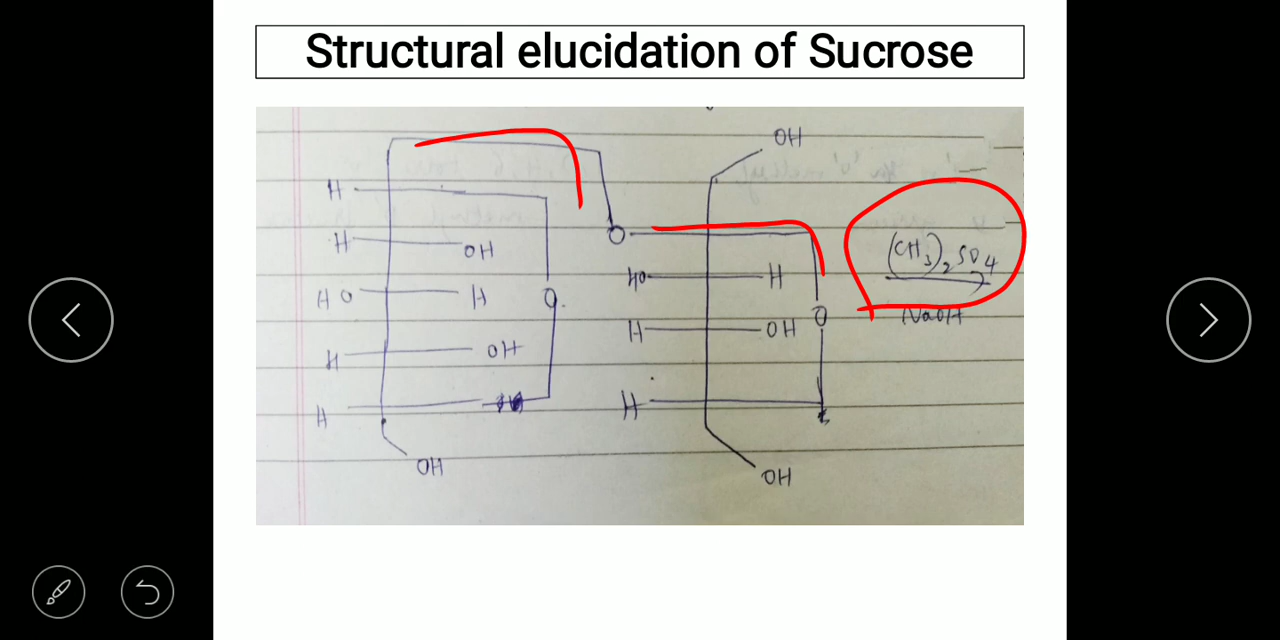 Structural elucidation of Sucrose
OH
H
O
H OH
(CH3)2SO4
HO H
HO H O
H OH O
NaOH
H OH
H
H
OH
OH